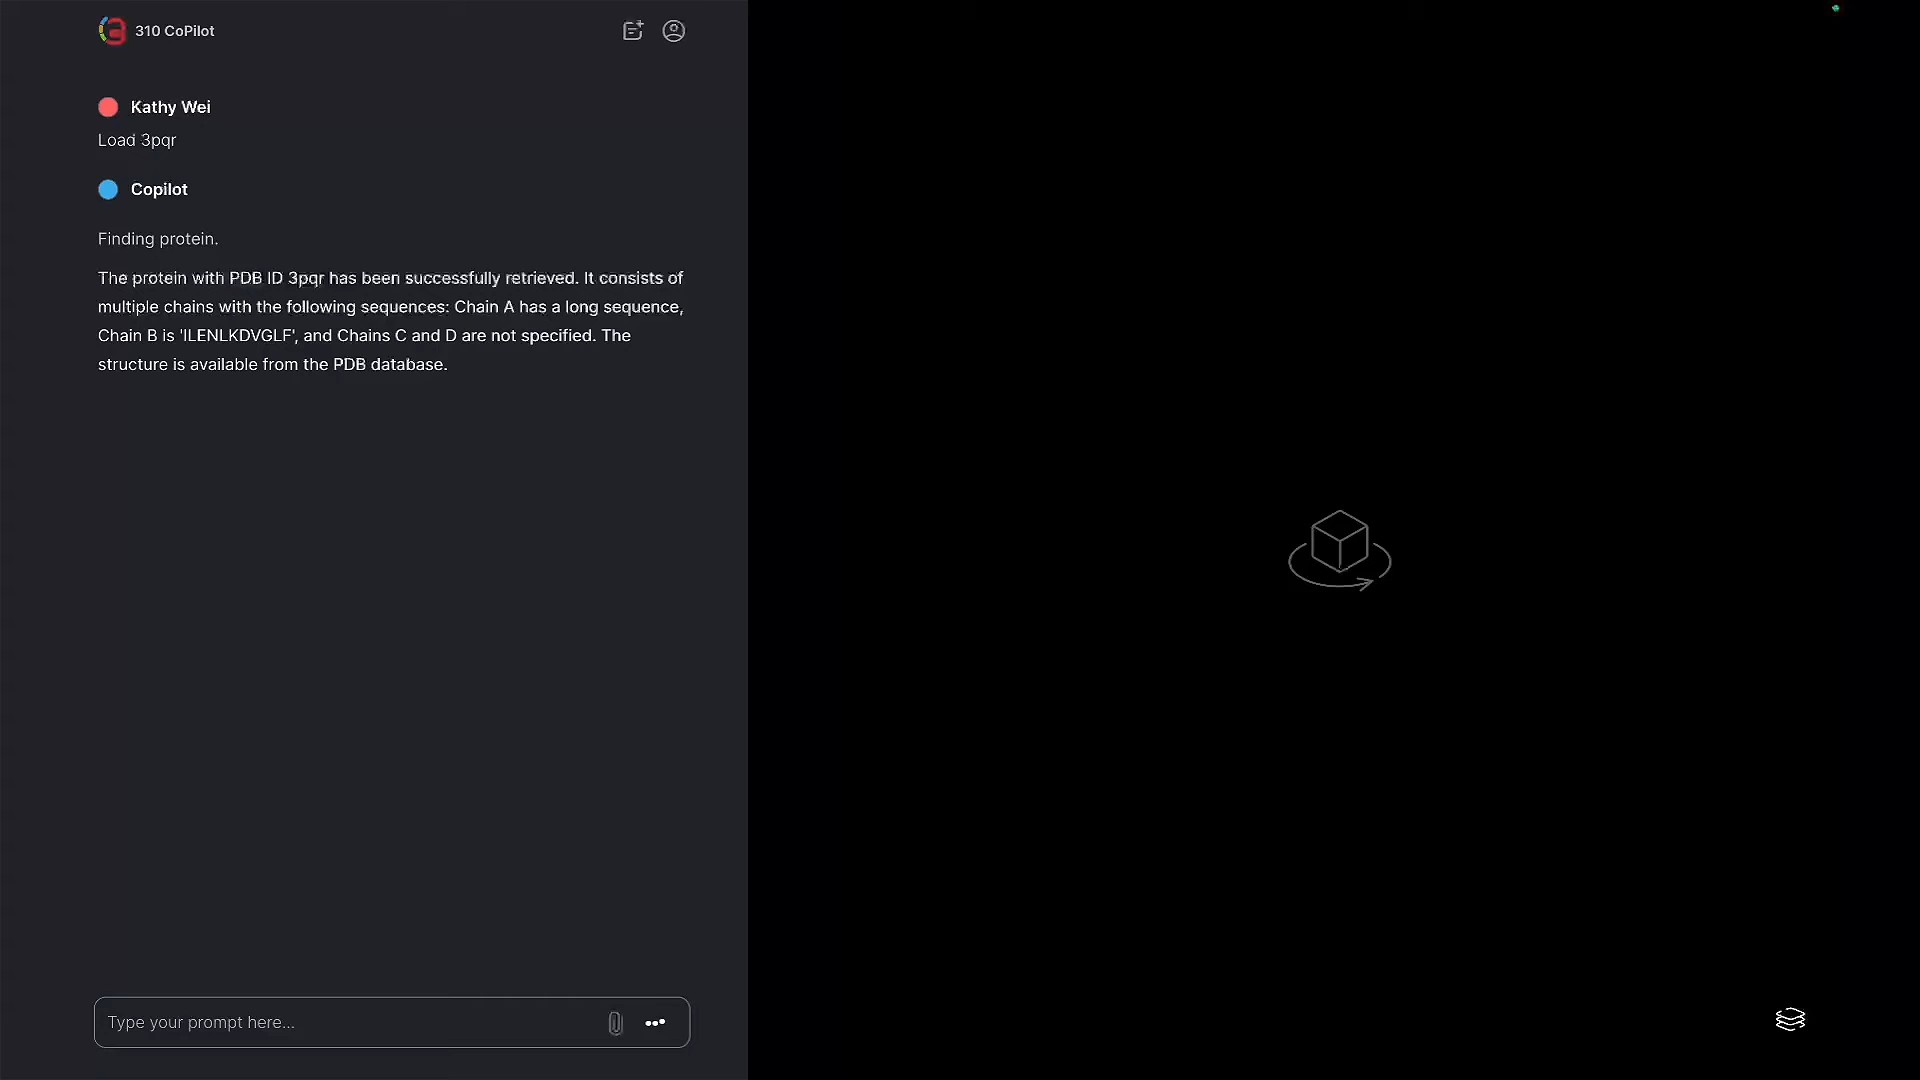 310 CoPilot
Kathy Wei
Load 3pqr
Copilot
Finding protein.
The protein with PDB ID 3pqr has been successfully retrieved. It consists of
multiple chains with the following sequences: Chain A has a long sequence,
Chain B is 'ILENLKDVGLF', and Chains C and D are not specified. The
structure is available from the PDB database.
Type your prompt here...